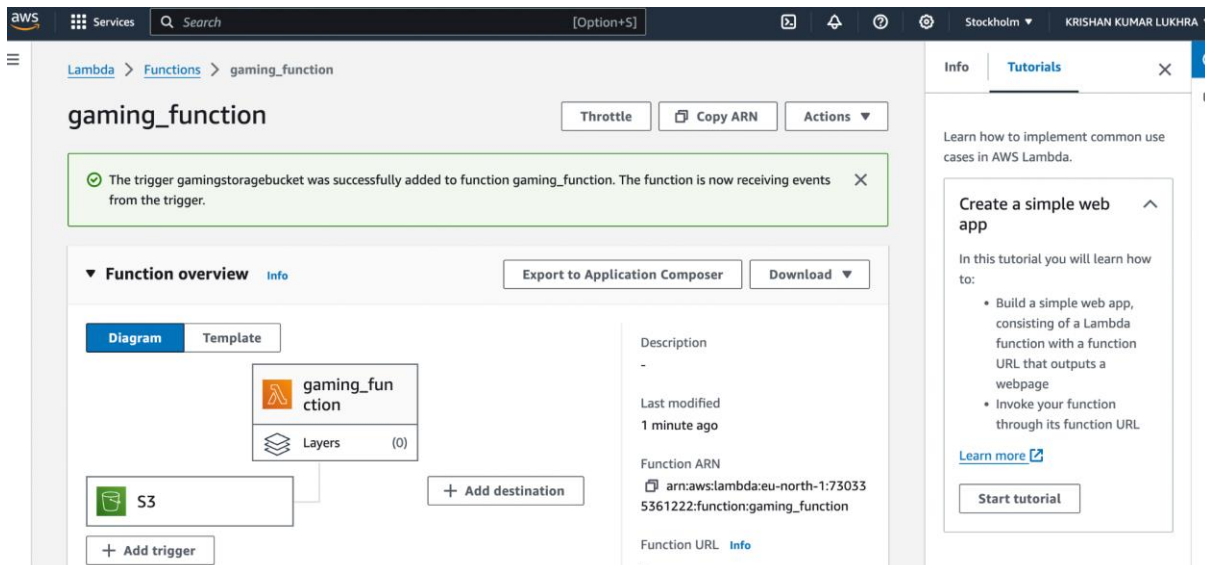 aws
Services
Search
[Option+S]
Stockholm ▼
KRISHAN KUMAR LUKHRA
Lambda > Functions > gaming_function
gaming_function
Throttle
Copy ARN
Actions ▼
The trigger gamingstoragebucket was successfully added to function gaming_function. The function is now receiving events
from the trigger.
▼ Function overview Info
Export to Application Composer
Download ▼
Diagram
Template
gaming_fun
ction
Layers (0)
S3
+ Add destination
+ Add trigger
Description
-
Last modified
1 minute ago
Function ARN
arn:aws:lambda:eu-north-1:73033
5361222:function:gaming_function
Function URL Info
Info
Tutorials
Learn how to implement common use
cases in AWS Lambda.
Create a simple web
app
In this tutorial you will learn how
to:
• Build a simple web app,
consisting of a Lambda
function with a function
URL that outputs a
webpage
• Invoke your function
through its function URL
Learn more
Start tutorial